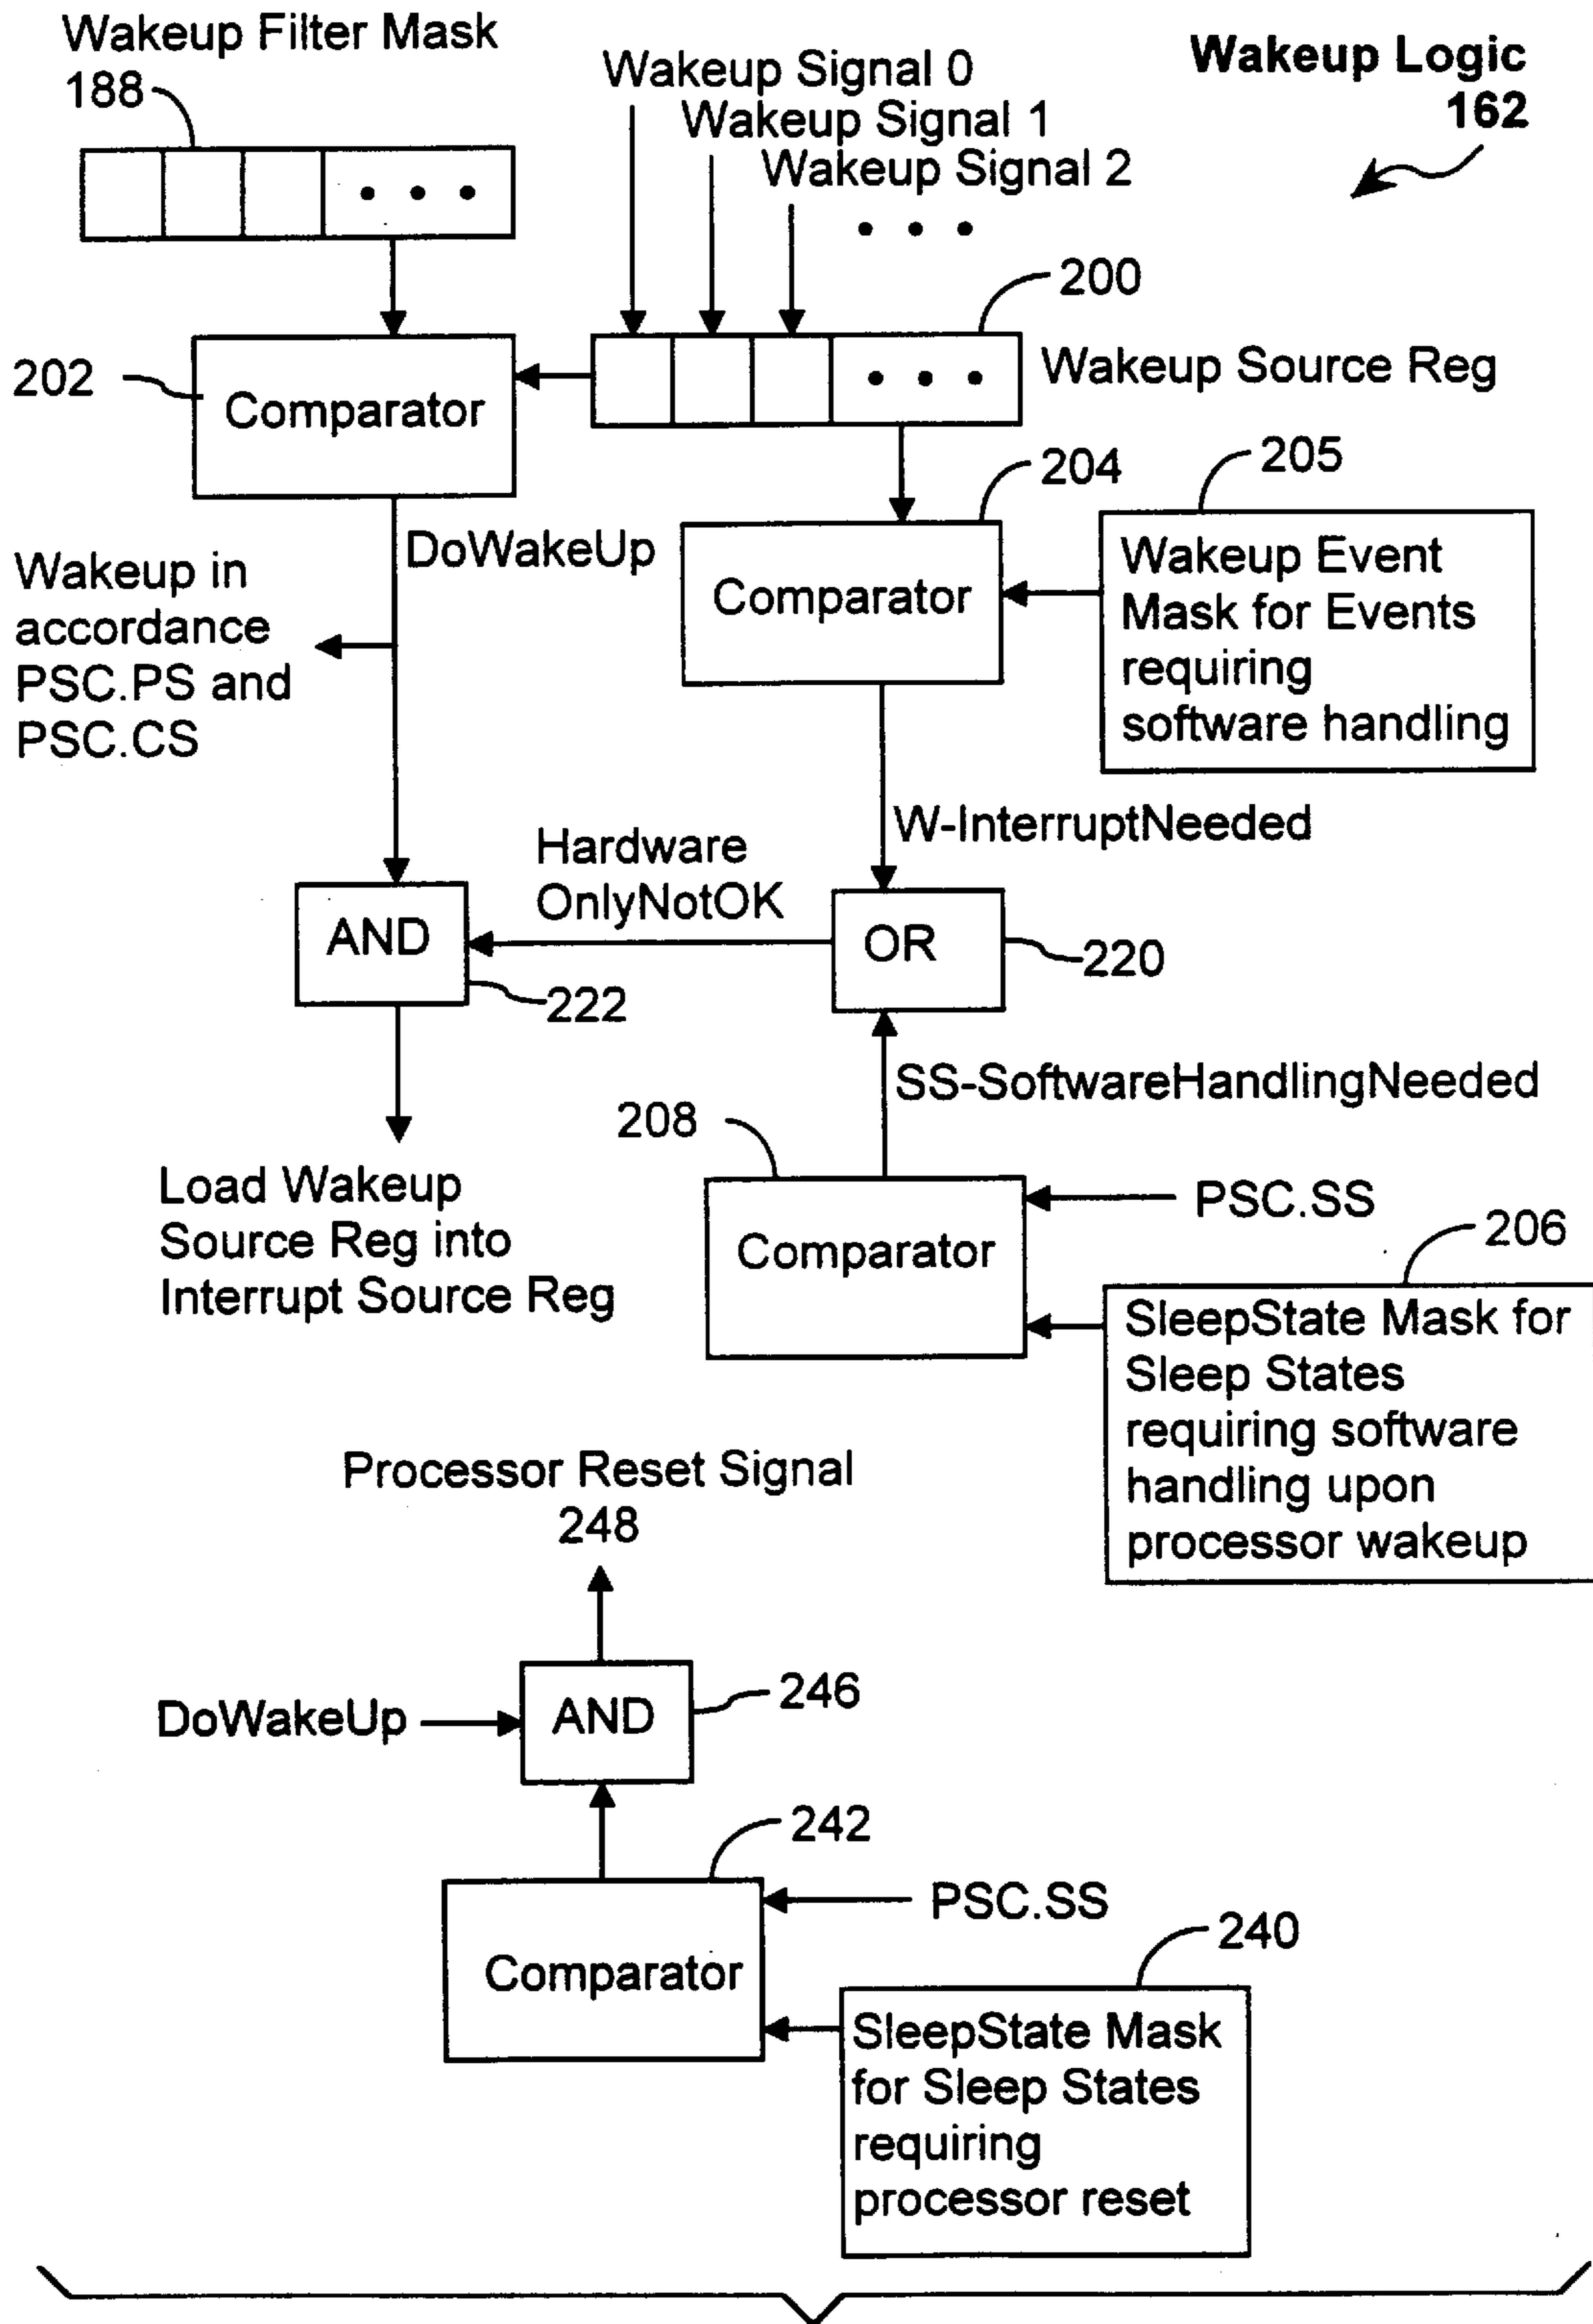 Wakeup Filter Mask
188
Wakeup Signal 0
Wakeup Signal 1
Wakeup Signal 2
• • •
Wakeup Logic
162
• • •
200
202
Comparator
• • •
Wakeup Source Reg
204
205
DoWakeUp
Wakeup in
accordance
PSC.PS and
PSC.CS
Comparator
Wakeup Event
Mask for Events
requiring
software handling
W-InterruptNeeded
Hardware
OnlyNotOK
AND
222
OR
220
SS-SoftwareHandlingNeeded
208
Load Wakeup
Source Reg into
Interrupt Source Reg
Comparator
PSC.SS
206
SleepState Mask for
Sleep States
requiring software
handling upon
processor wakeup
Processor Reset Signal
248
DoWakeUp
AND
246
242
Comparator
PSC.SS
240
SleepState Mask
for Sleep States
requiring
processor reset